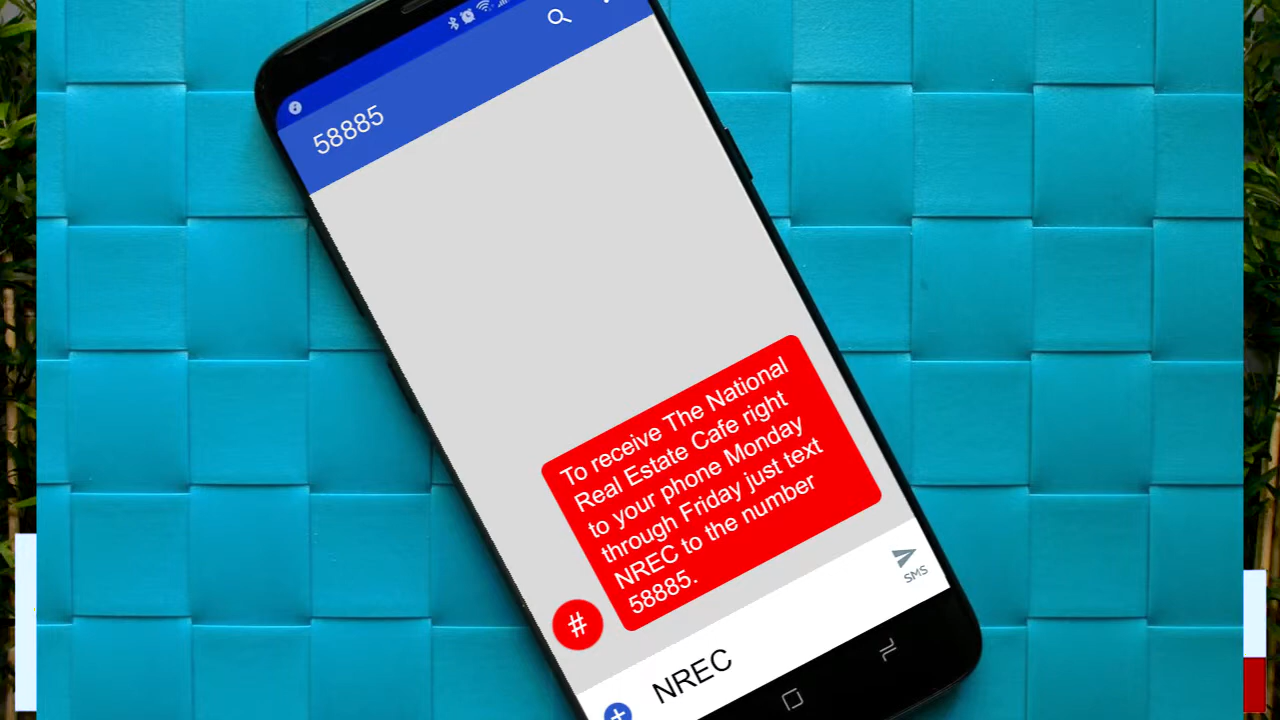 58885
To receive The National
Real Estate Cafe right
to your phone Monday
through Friday just text
NREC to the number
58885.
#
SMS
NREC